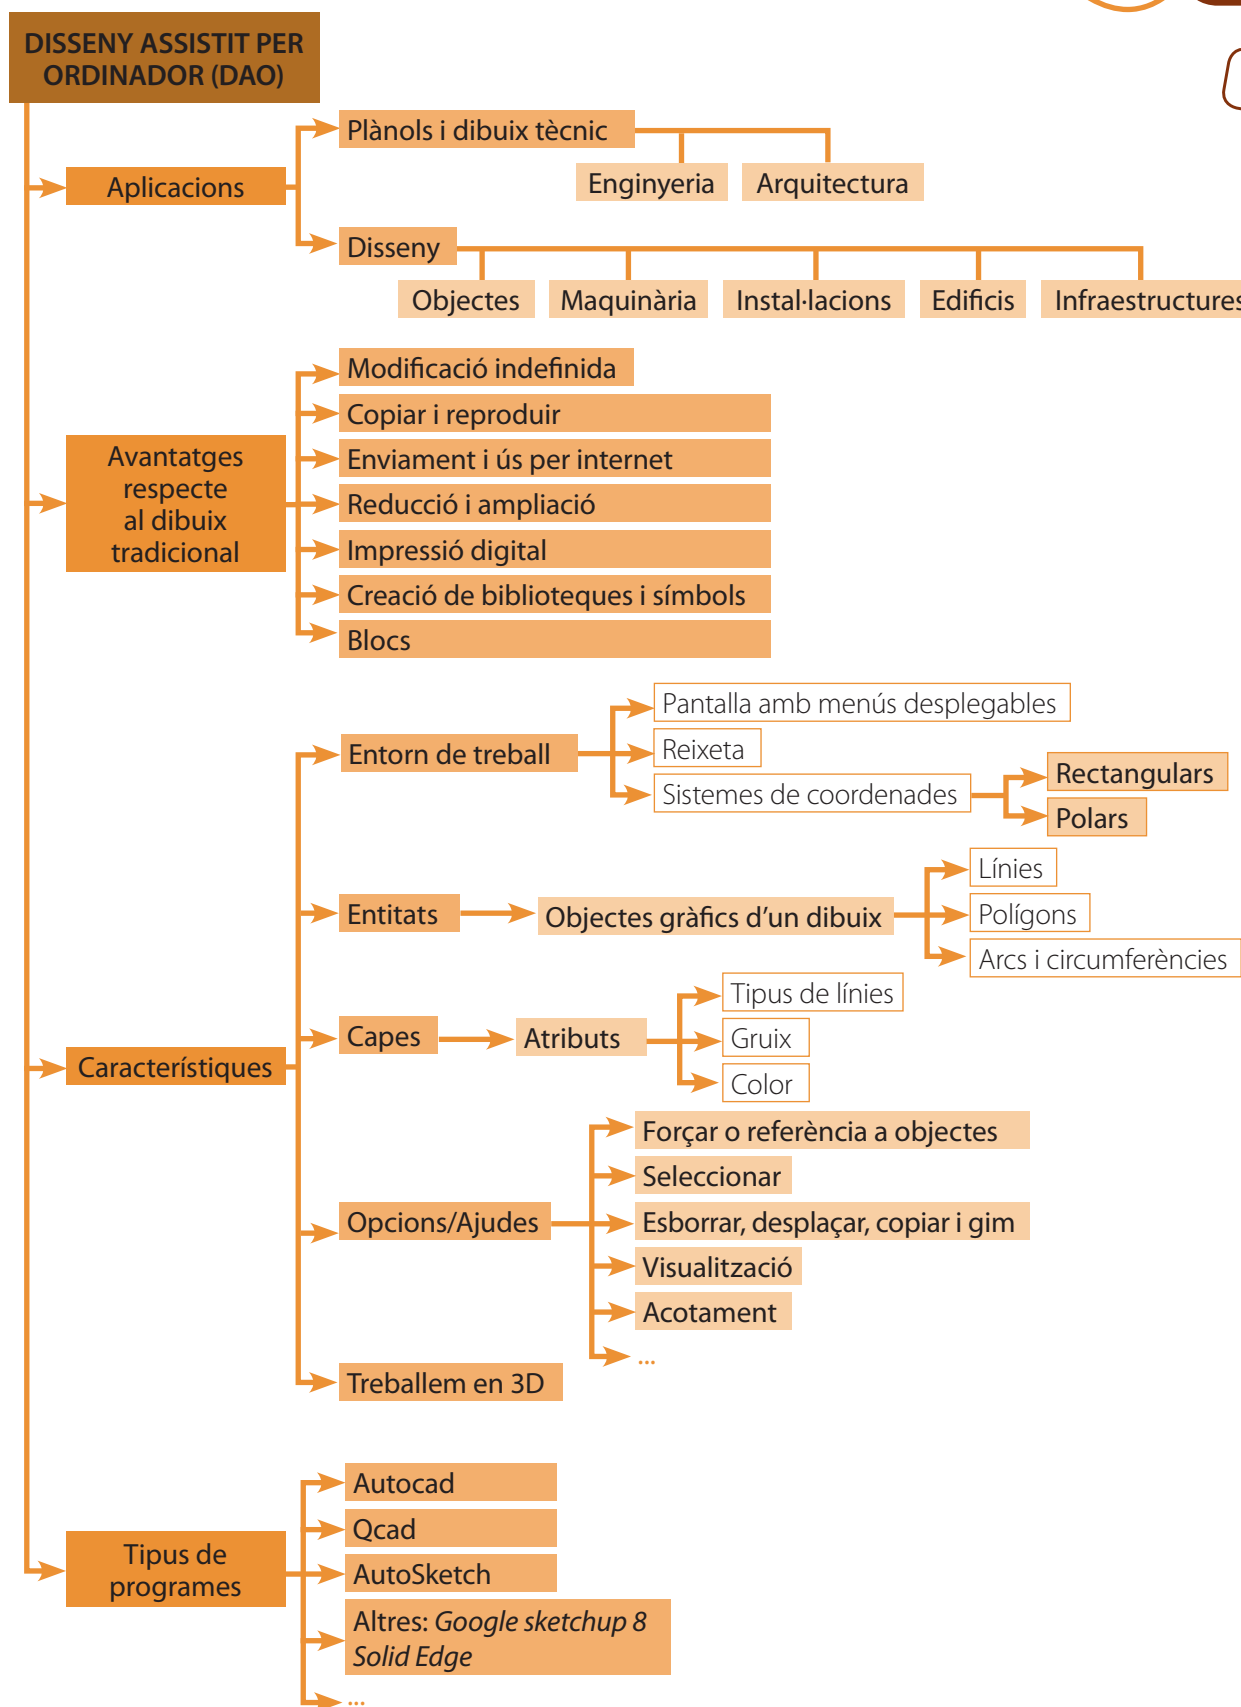 DISSENY ASSISTIT PER
ORDINADOR (DAO)
Aplicacions
Plànols i dibuix tècnic
Enginyeria
Arquitectura
Disseny
Objectes
Maquinària
Instal·lacions
Edificis
Infraestructures
Avantatges
respecte
al dibuix
tradicional
Modificació indefinida
Copiar i reproduir
Enviament i ús per internet
Reducció i ampliació
Impressió digital
Creació de biblioteques i símbols
Blocs
Característiques
Entorn de treball
Pantalla amb menús desplegables
Reixeta
Sistemes de coordenades
Rectangulars
Polars
Entitats
Objectes gràfics d’un dibuix
Línies
Polígons
Arcs i circumferències
Capes
Atributs
Tipus de línies
Gruix
Color
Opcions/Ajudes
Forçar o referència a objectes
Seleccionar
Esborrar, desplaçar, copiar i gim
Visualització
Acotament
...
Treballem en 3D
Tipus de
programes
Autocad
Qcad
AutoSketch
Altres: Google sketchup 8
Solid Edge
...